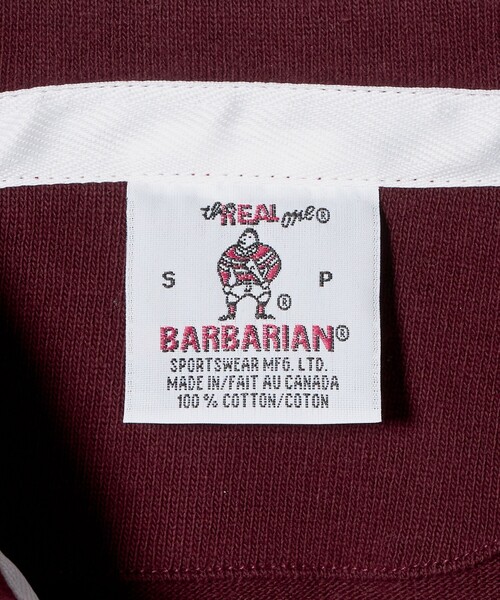 the REAL one®
S P
®
BARBARIAN®
SPORTSWEAR MFG. LTD.
MADE IN/FAIT AU CANADA
100 % COTTON/COTON